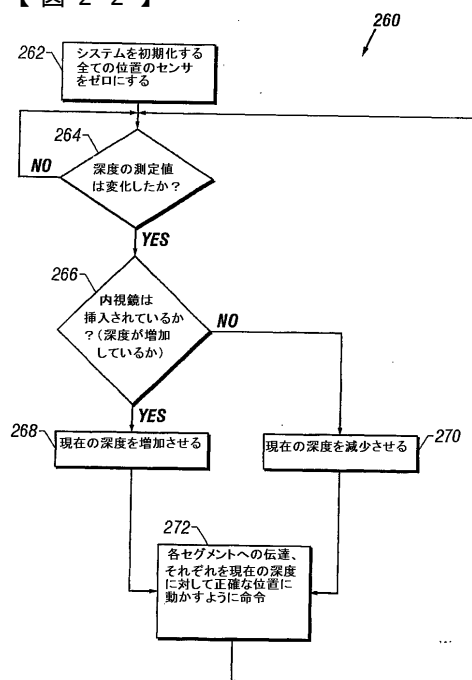 【図22】
260
262
システムを初期化する
全ての位置のセンサ
をゼロにする
264
NO
深度の測定値
は変化したか？
YES
266
内視鏡は
挿入されているか
？（深度が増加
しているか）
NO
YES
268
現在の深度を増加させる
現在の深度を減少させる
270
272
各セグメントへの伝達、
それぞれを現在の深度
に対して正確な位置に
動かすように命令